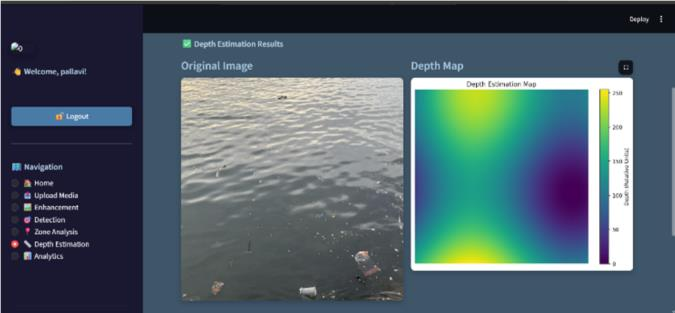 Deploy
0
👋 Welcome, pallavi!
Logout
Navigation
Home
Upload Media
Enhancement
Detection
Zone Analysis
Depth Estimation
Analytics
✅ Depth Estimation Results
Original Image
Depth Map
Depth Estimation Map
250
200
150
100
50
0
Depth (Relative Units)